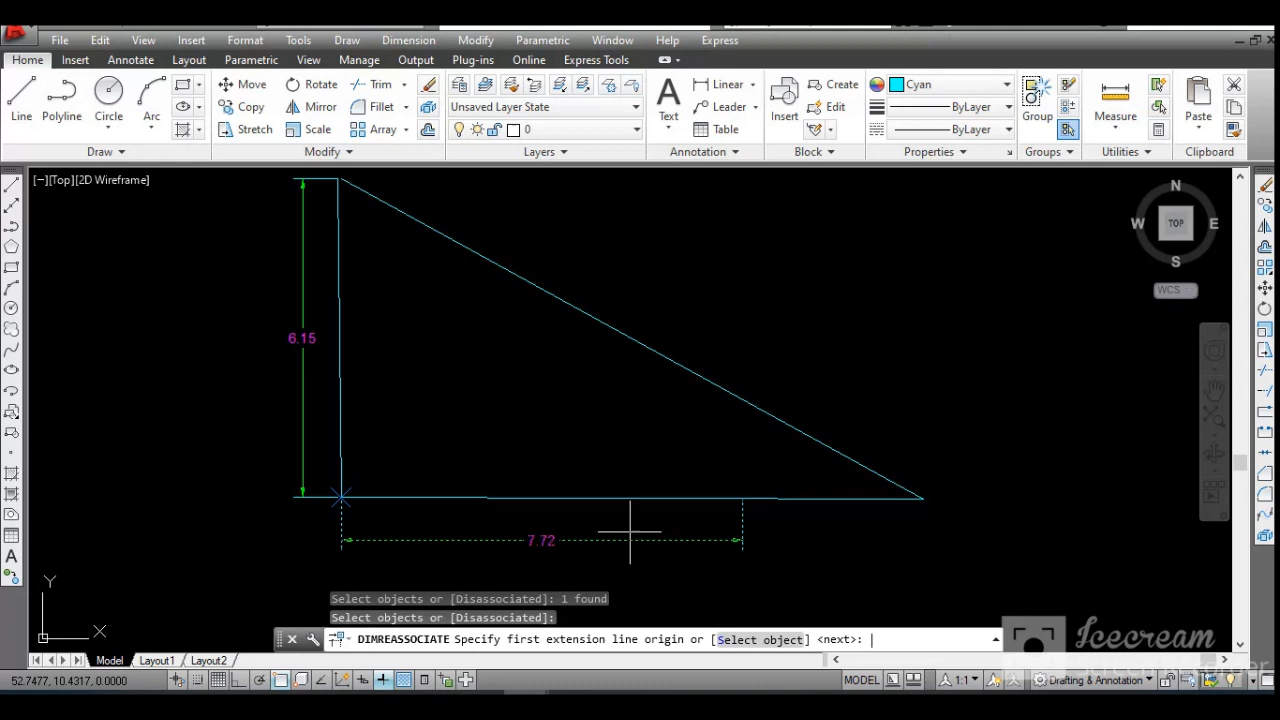 File Edit View Insert Format Tools Draw Dimension Modify Parametric Window Help Express
Home Insert Annotate Layout Parametric View Manage Output Plug-ins Online Express Tools
Line Polyline Circle Arc
Draw
Move Rotate Trim
Copy Mirror Fillet
Stretch Scale Array
Modify
Unsaved Layer State
0
Layers
Text
Linear
Leader
Table
Annotation
Insert
Create
Edit
Block
Cyan
ByLayer
ByLayer
Properties
Group
Groups
Measure
Utilities
Paste
Clipboard
[−][Top][2D Wireframe]
N
W TOP E
S
WCS
6.15
7.72
Y
X
Select objects or [Disassociated]: 1 found
Select objects or [Disassociated]:
DIMREASSOCIATE Specify first extension line origin or [Select object] <next>:
Icecream
Model Layout1 Layout2
52.7477, 10.4317, 0.0000
MODEL 1:1 Drafting & Annotation